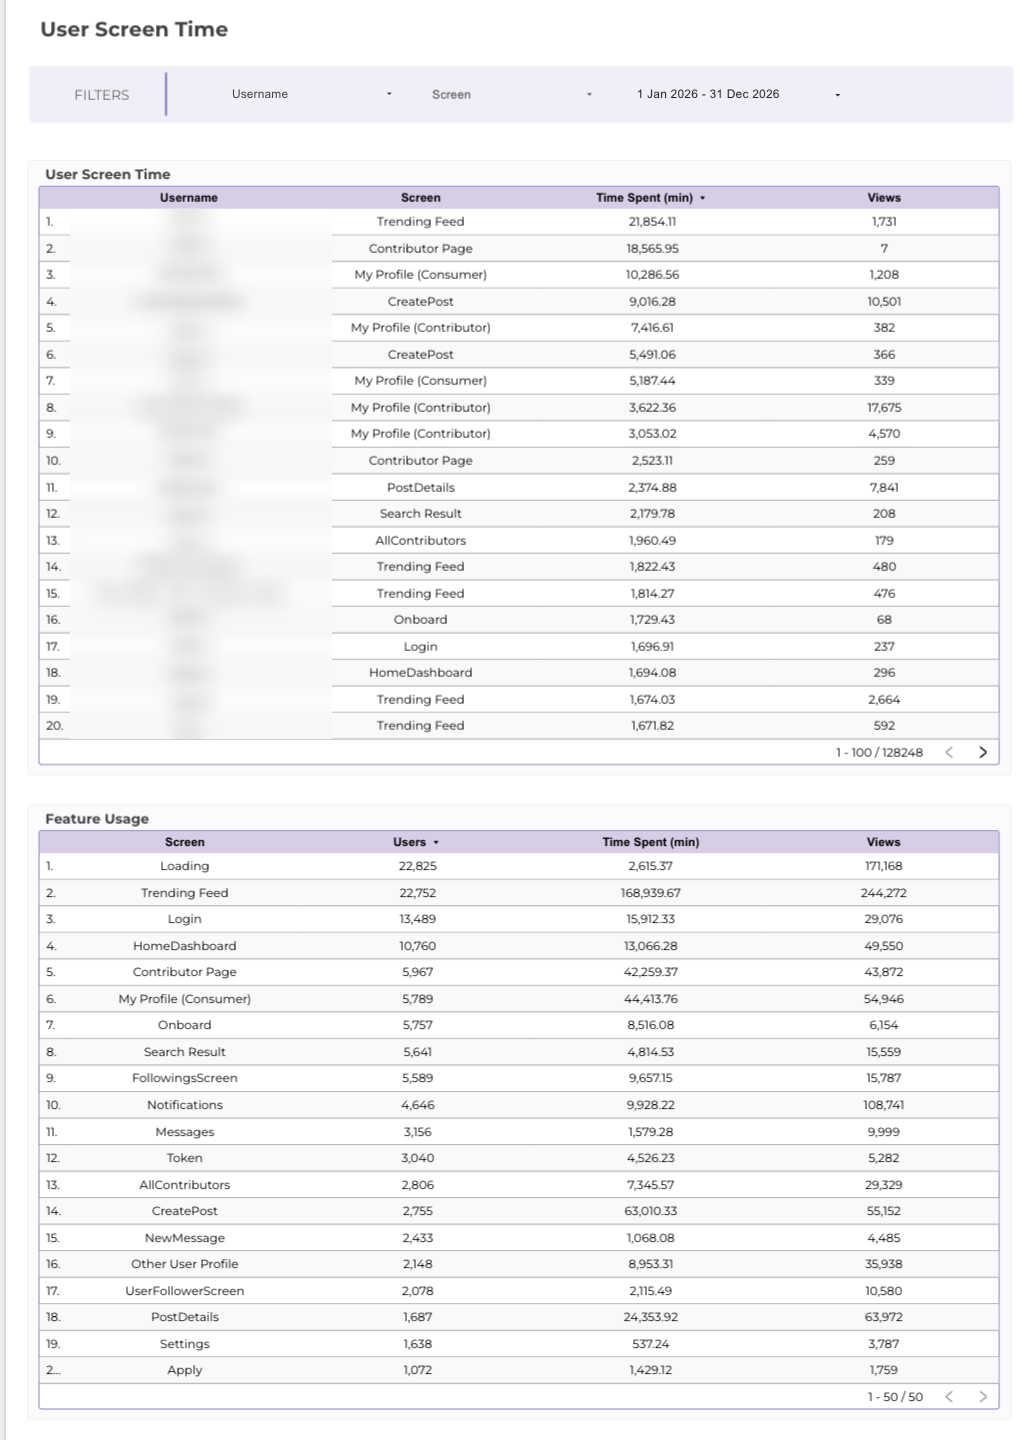 User Screen Time
FILTERS Username Screen 1 Jan 2026 - 31 Dec 2026
User Screen Time
Username Screen Time Spent (min) Views
1. Trending Feed 21,854.11 1,731
2. Contributor Page 18,565.95 7
3. My Profile (Consumer) 10,286.56 1,208
4. CreatePost 9,016.28 10,501
5. My Profile (Contributor) 7,416.61 382
6. CreatePost 5,491.06 366
7. My Profile (Consumer) 5,187.44 339
8. My Profile (Contributor) 3,622.36 17,675
9. My Profile (Contributor) 3,053.02 4,570
10. Contributor Page 2,523.11 259
11. PostDetails 2,374.88 7,841
12. Search Result 2,179.78 208
13. AllContributors 1,960.49 179
14. Trending Feed 1,822.43 480
15. Trending Feed 1,814.27 476
16. Onboard 1,729.43 68
17. Login 1,696.91 237
18. HomeDashboard 1,694.08 296
19. Trending Feed 1,674.03 2,664
20. Trending Feed 1,671.82 592
1 - 100 / 128248
Feature Usage
Screen Users Time Spent (min) Views
1. Loading 22,825 2,615.37 171,168
2. Trending Feed 22,752 168,939.67 244,272
3. Login 13,489 15,912.33 29,076
4. HomeDashboard 10,760 13,066.28 49,550
5. Contributor Page 5,967 42,259.37 43,872
6. My Profile (Consumer) 5,789 44,413.76 54,946
7. Onboard 5,757 8,516.08 6,154
8. Search Result 5,641 4,814.53 15,559
9. FollowingsScreen 5,589 9,657.15 15,787
10. Notifications 4,646 9,928.22 108,741
11. Messages 3,156 1,579.28 9,999
12. Token 3,040 4,526.23 5,282
13. AllContributors 2,806 7,345.57 29,329
14. CreatePost 2,755 63,010.33 55,152
15. NewMessage 2,433 1,068.08 4,485
16. Other User Profile 2,148 8,953.31 35,938
17. UserFollowerScreen 2,078 2,115.49 10,580
18. PostDetails 1,687 24,353.92 63,972
19. Settings 1,638 537.24 3,787
2... Apply 1,072 1,429.12 1,759
1 - 50 / 50